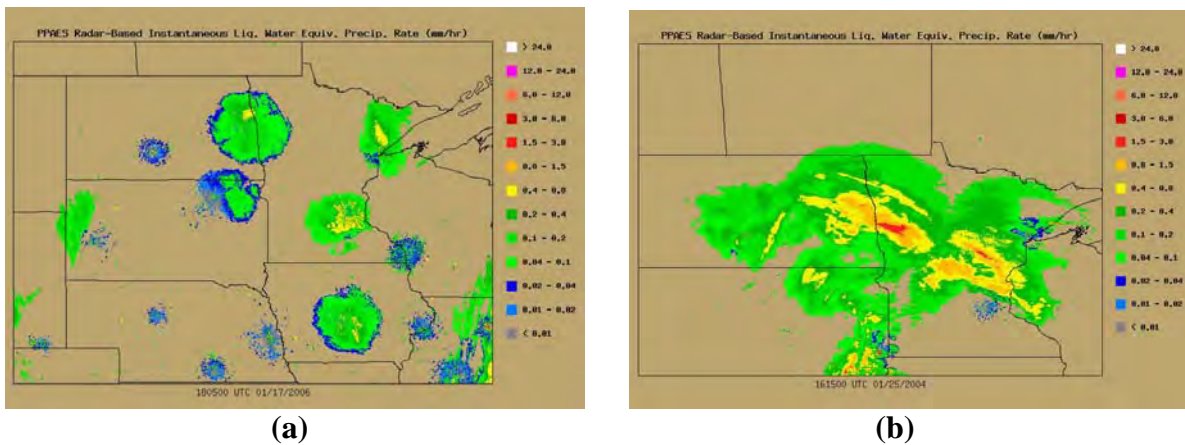 PPAES Radar-Based Instantaneous Liq. Water Equiv. Precip. Rate (mm/hr)
> 24.0
12.0 - 24.0
6.0 - 12.0
3.0 - 6.0
1.5 - 3.0
0.8 - 1.5
0.4 - 0.8
0.2 - 0.4
0.1 - 0.2
0.04 - 0.1
0.02 - 0.04
0.01 - 0.02
< 0.01
180500 UTC 01/17/2006
(a)
PPAES Radar-Based Instantaneous Liq. Water Equiv. Precip. Rate (mm/hr)
> 24.0
12.0 - 24.0
6.0 - 12.0
3.0 - 6.0
1.5 - 3.0
0.8 - 1.5
0.4 - 0.8
0.2 - 0.4
0.1 - 0.2
0.04 - 0.1
0.02 - 0.04
0.01 - 0.02
< 0.01
161500 UTC 01/25/2004
(b)